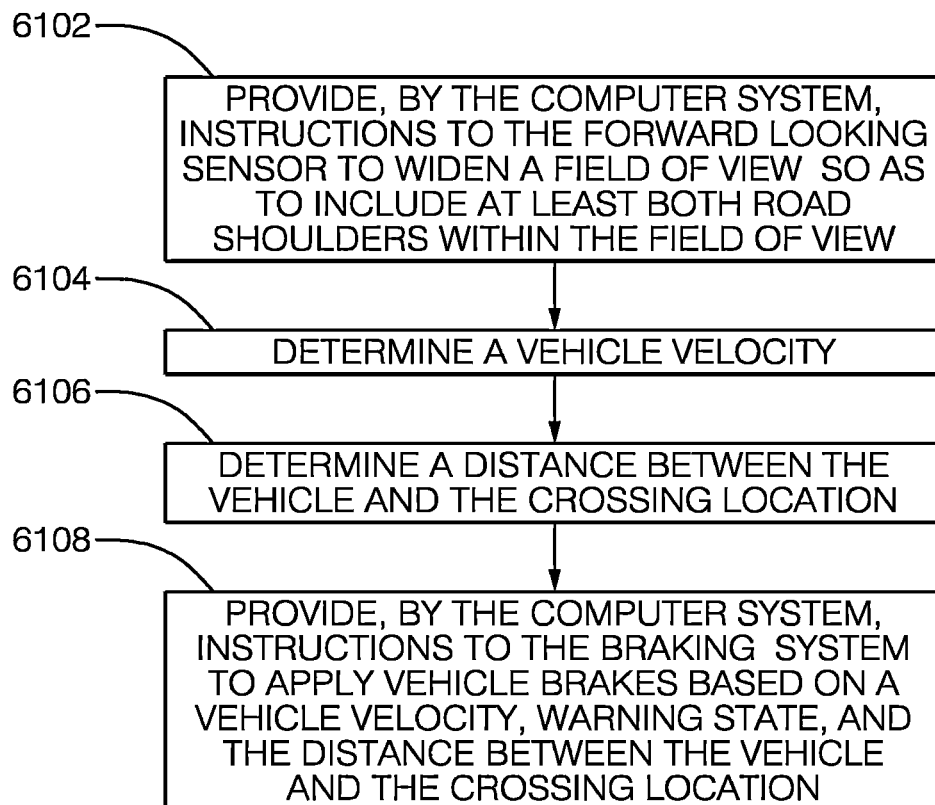 6102
PROVIDE, BY THE COMPUTER SYSTEM,
INSTRUCTIONS TO THE FORWARD LOOKING
SENSOR TO WIDEN A FIELD OF VIEW SO AS
TO INCLUDE AT LEAST BOTH ROAD
SHOULDERS WITHIN THE FIELD OF VIEW
6104
DETERMINE A VEHICLE VELOCITY
6106
DETERMINE A DISTANCE BETWEEN THE
VEHICLE AND THE CROSSING LOCATION
6108
PROVIDE, BY THE COMPUTER SYSTEM,
INSTRUCTIONS TO THE BRAKING SYSTEM
TO APPLY VEHICLE BRAKES BASED ON A
VEHICLE VELOCITY, WARNING STATE, AND
THE DISTANCE BETWEEN THE VEHICLE
AND THE CROSSING LOCATION